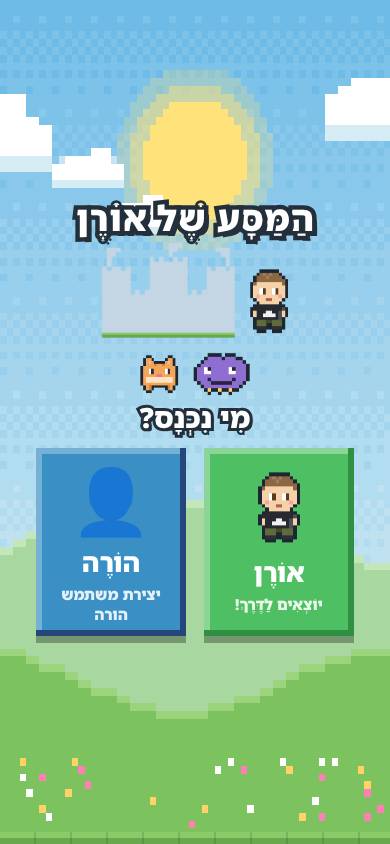 הַמַּסָּע שֶׁל אוֹרֶן
מִי נִכְנָס?
אוֹרֶן
יוֹצְאִים לַדֶּרֶךְ!
הוֹרֶה
יצירת משתמש
הורה